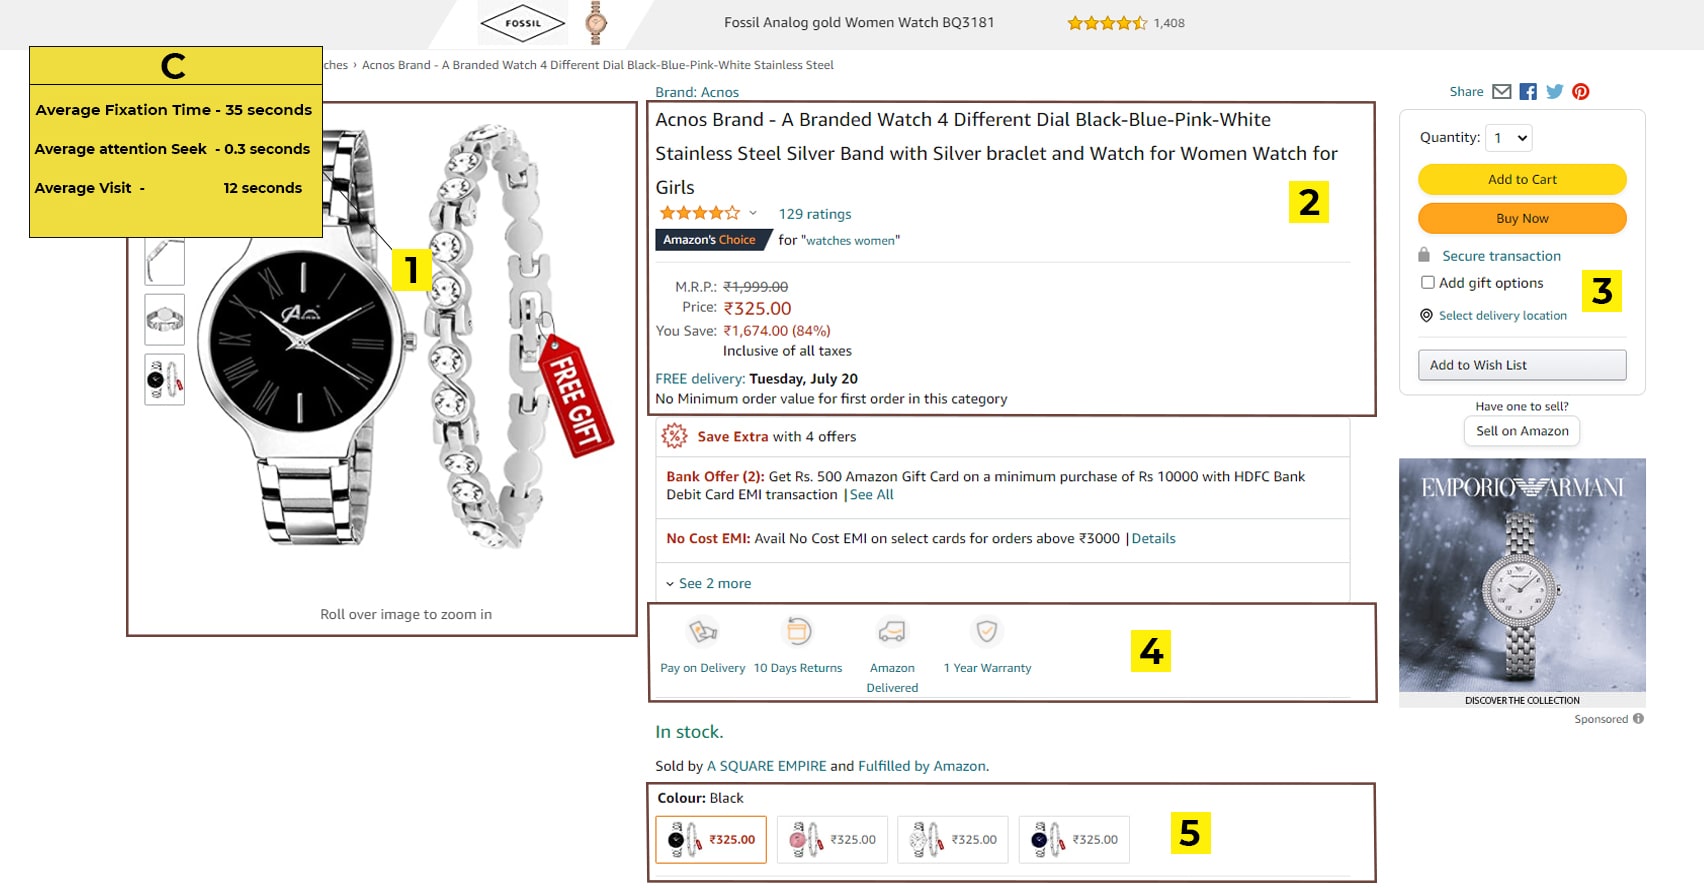 FOSSIL
Fossil Analog gold Women Watch BQ3181
1,408
C
Average Fixation Time - 35 seconds
Average attention Seek - 0.3 seconds
Average Visit - 12 seconds
ches › Acnos Brand - A Branded Watch 4 Different Dial Black-Blue-Pink-White Stainless Steel
1
FREE GIFT
Roll over image to zoom in
Brand: Acnos
Acnos Brand - A Branded Watch 4 Different Dial Black-Blue-Pink-White
Stainless Steel Silver Band with Silver braclet and Watch for Women Watch for
Girls
2
129 ratings
Amazon's Choice for "watches women"
M.R.P.: ₹1,999.00
Price: ₹325.00
You Save: ₹1,674.00 (84%)
Inclusive of all taxes
FREE delivery: Tuesday, July 20
No Minimum order value for first order in this category
Save Extra with 4 offers
Bank Offer (2): Get Rs. 500 Amazon Gift Card on a minimum purchase of Rs 10000 with HDFC Bank
Debit Card EMI transaction |See All
No Cost EMI: Avail No Cost EMI on select cards for orders above ₹3000 |Details
See 2 more
Pay on Delivery
10 Days Returns
Amazon
Delivered
1 Year Warranty
4
In stock.
Sold by A SQUARE EMPIRE and Fulfilled by Amazon.
Colour: Black
₹325.00
₹325.00
₹325.00
₹325.00
5
Share
Quantity: 1
Add to Cart
Buy Now
Secure transaction
Add gift options
3
Select delivery location
Add to Wish List
Have one to sell?
Sell on Amazon
EMPORIO ARMANI
DISCOVER THE COLLECTION
Sponsored